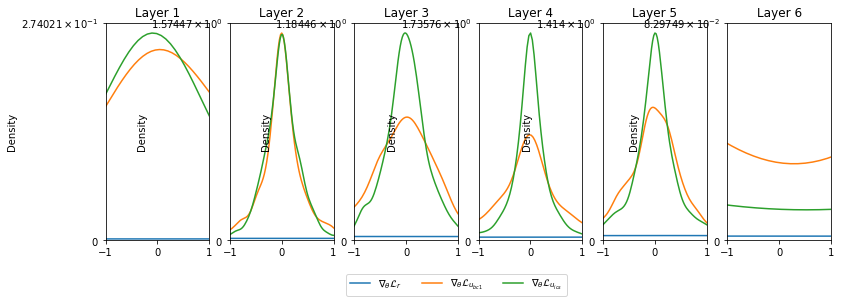 Layer 1
Layer 2
Layer 3
Layer 4
Layer 5
Layer 6
2.74021×10⁻¹
1.57447×10⁰
1.18446×10⁰
1.73576×10⁰
1.414×10⁰
8.29749×10⁻²
Density
Density
Density
Density
Density
Density
0
0
0
0
0
0
−1 0 1
−1 0 1
−1 0 1
−1 0 1
−1 0 1
−1 0 1
∇θℒr
∇θℒu_bc1
∇θℒu_ics